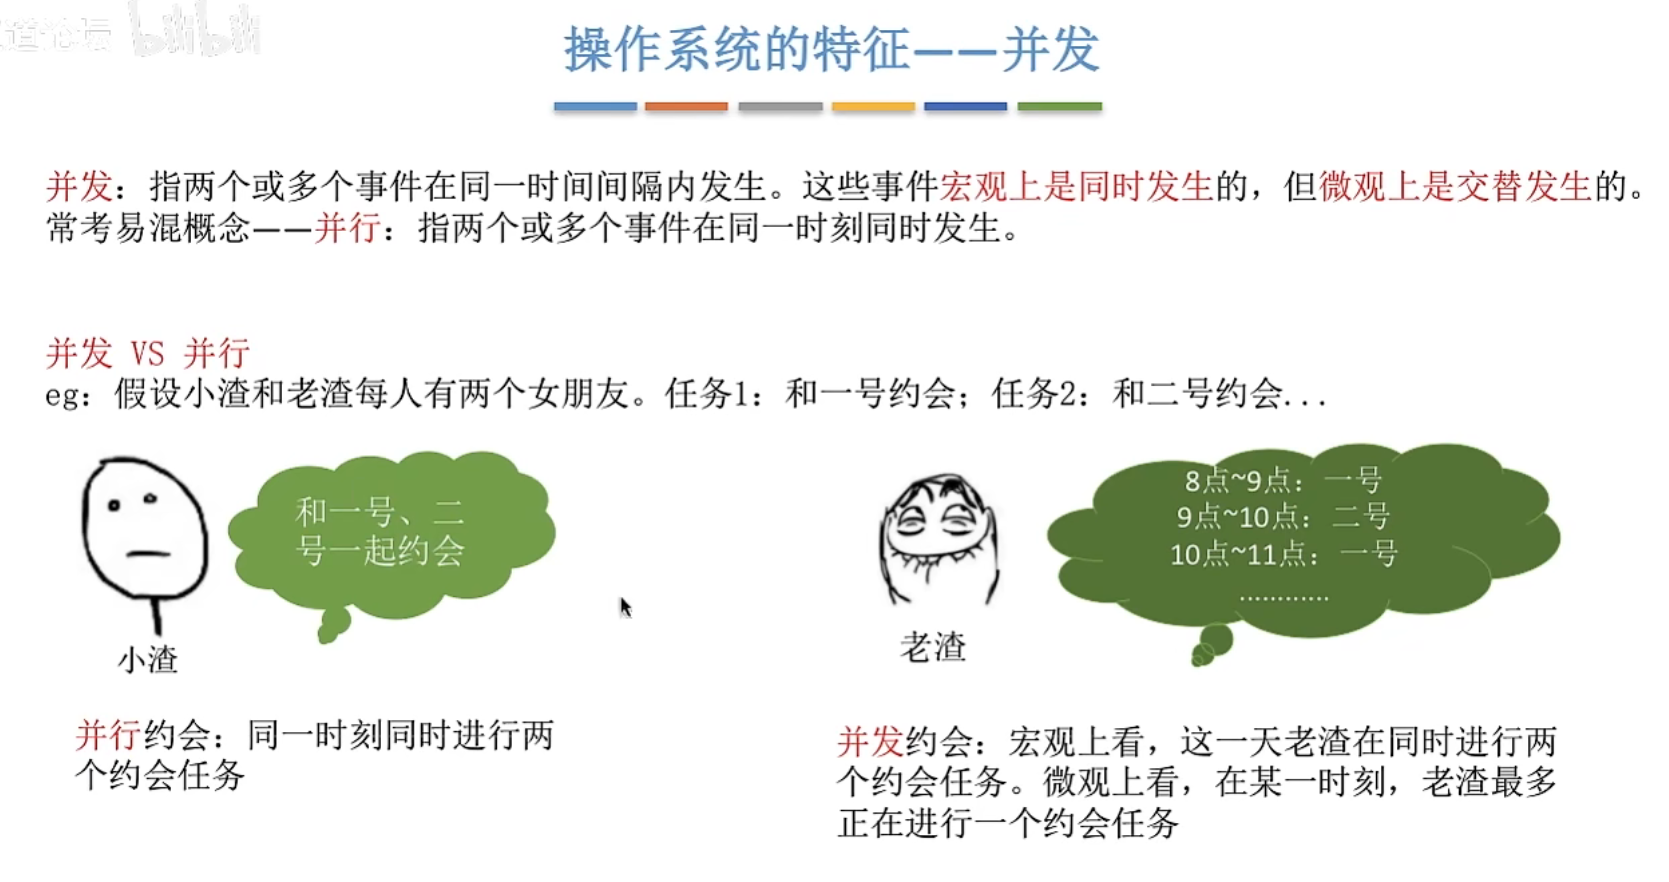 道论坛 bilibili
操作系统的特征——并发
并发：指两个或多个事件在同一时间间隔内发生。这些事件宏观上是同时发生的，但微观上是交替发生的。
常考易混概念——并行：指两个或多个事件在同一时刻同时发生。
并发 VS 并行
eg：假设小渣和老渣每人有两个女朋友。任务1：和一号约会；任务2：和二号约会...
和一号、二
号一起约会
小渣
并行约会：同一时刻同时进行两
个约会任务
8点~9点：一号
9点~10点：二号
10点~11点：一号
…………
老渣
并发约会：宏观上看，这一天老渣在同时进行两
个约会任务。微观上看，在某一时刻，老渣最多
正在进行一个约会任务